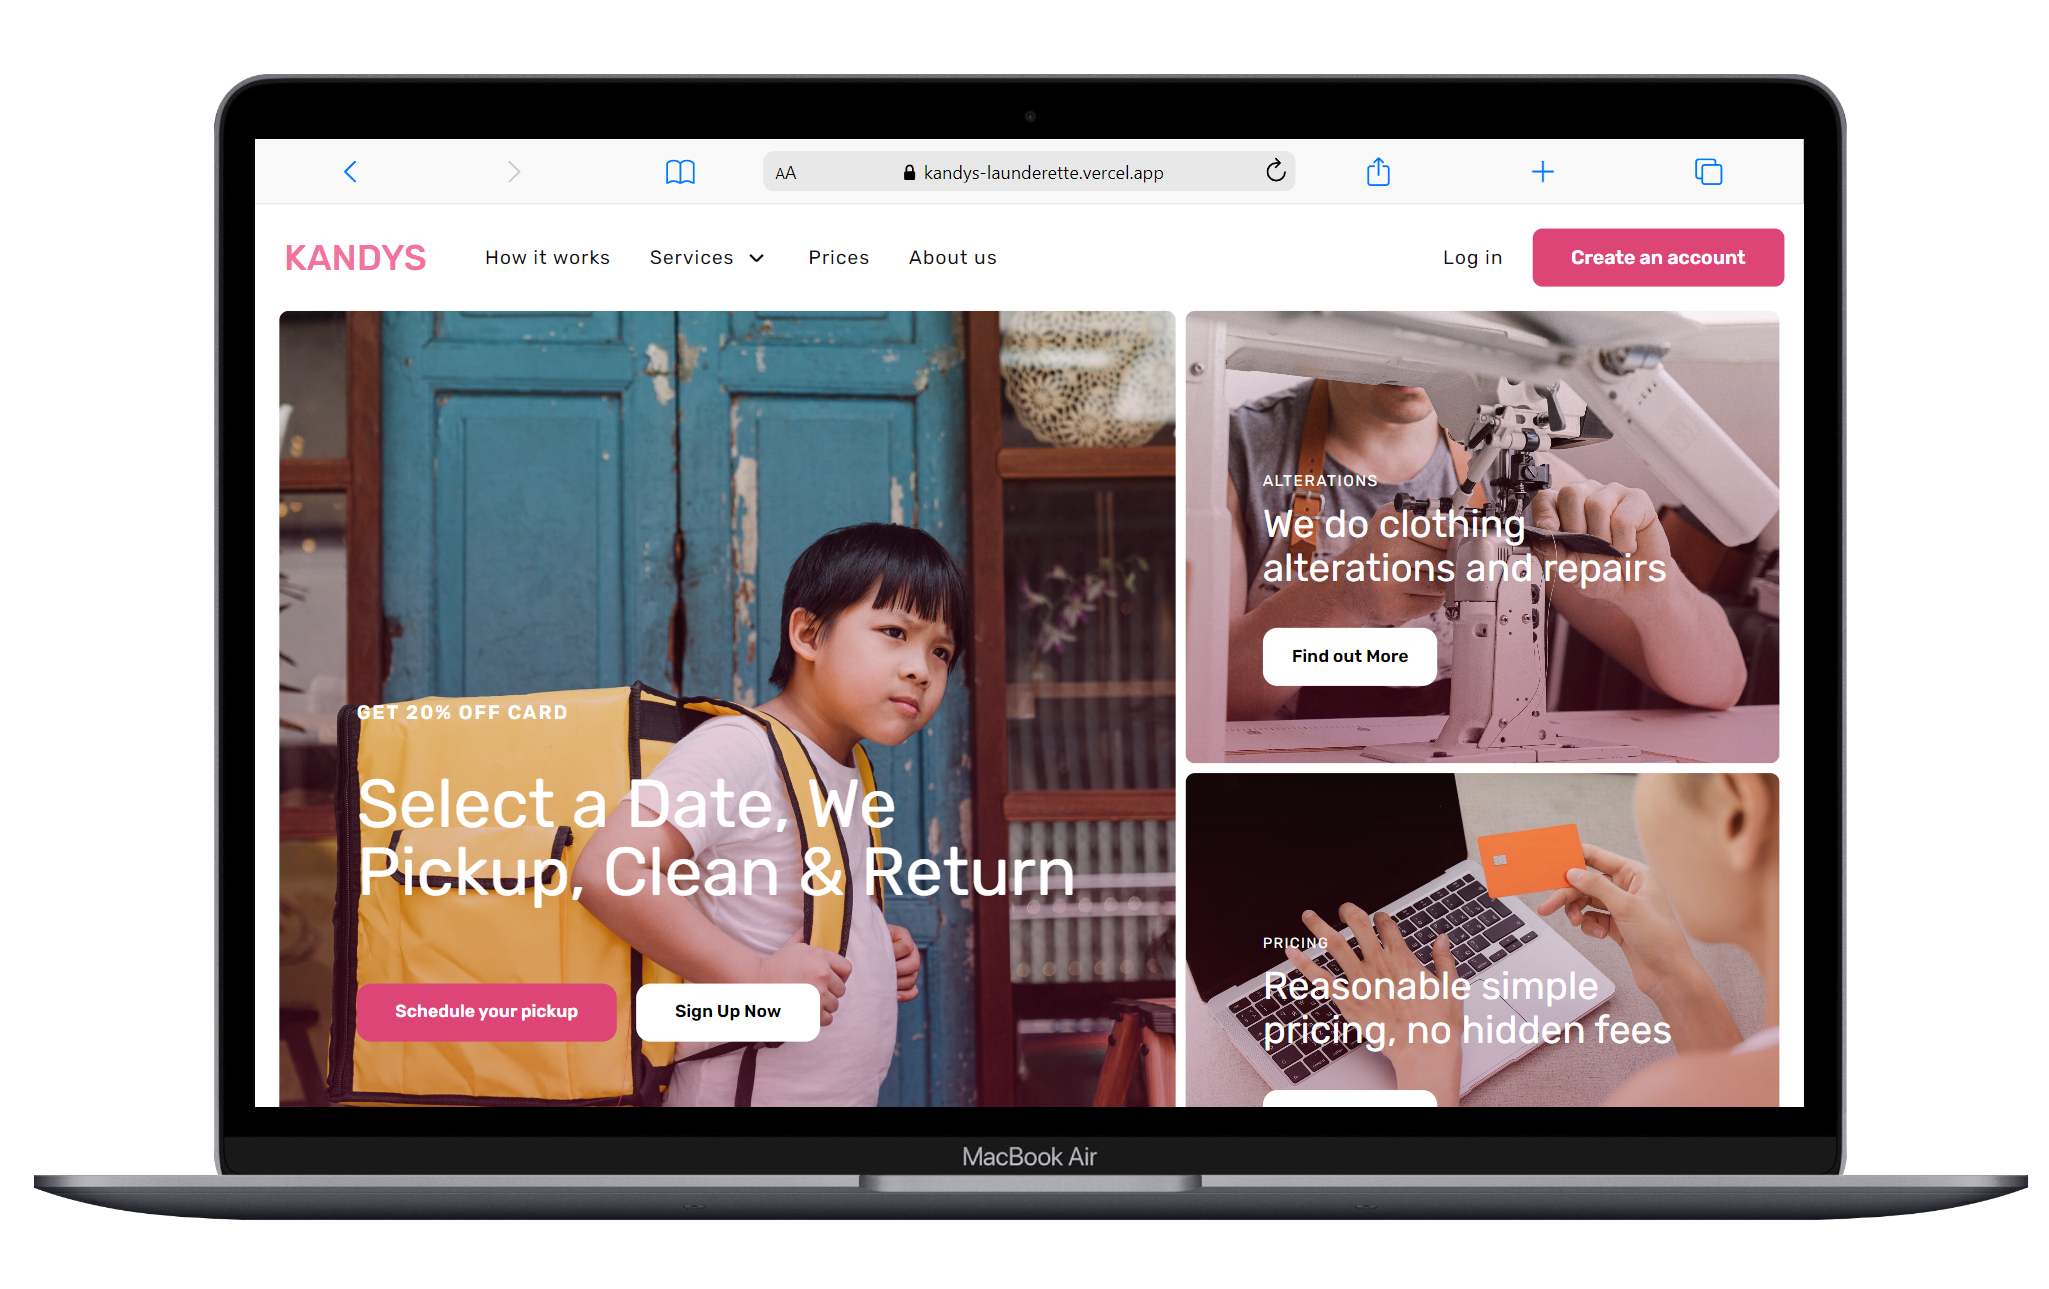 AA
kandys-launderette.vercel.app
KANDYS
How it works
Services
Prices
About us
Log in
Create an account
GET 20% OFF CARD
Select a Date, We
Pickup, Clean & Return
Schedule your pickup
Sign Up Now
ALTERATIONS
We do clothing
alterations and repairs
Find out More
PRICING
Reasonable simple
pricing, no hidden fees
MacBook Air